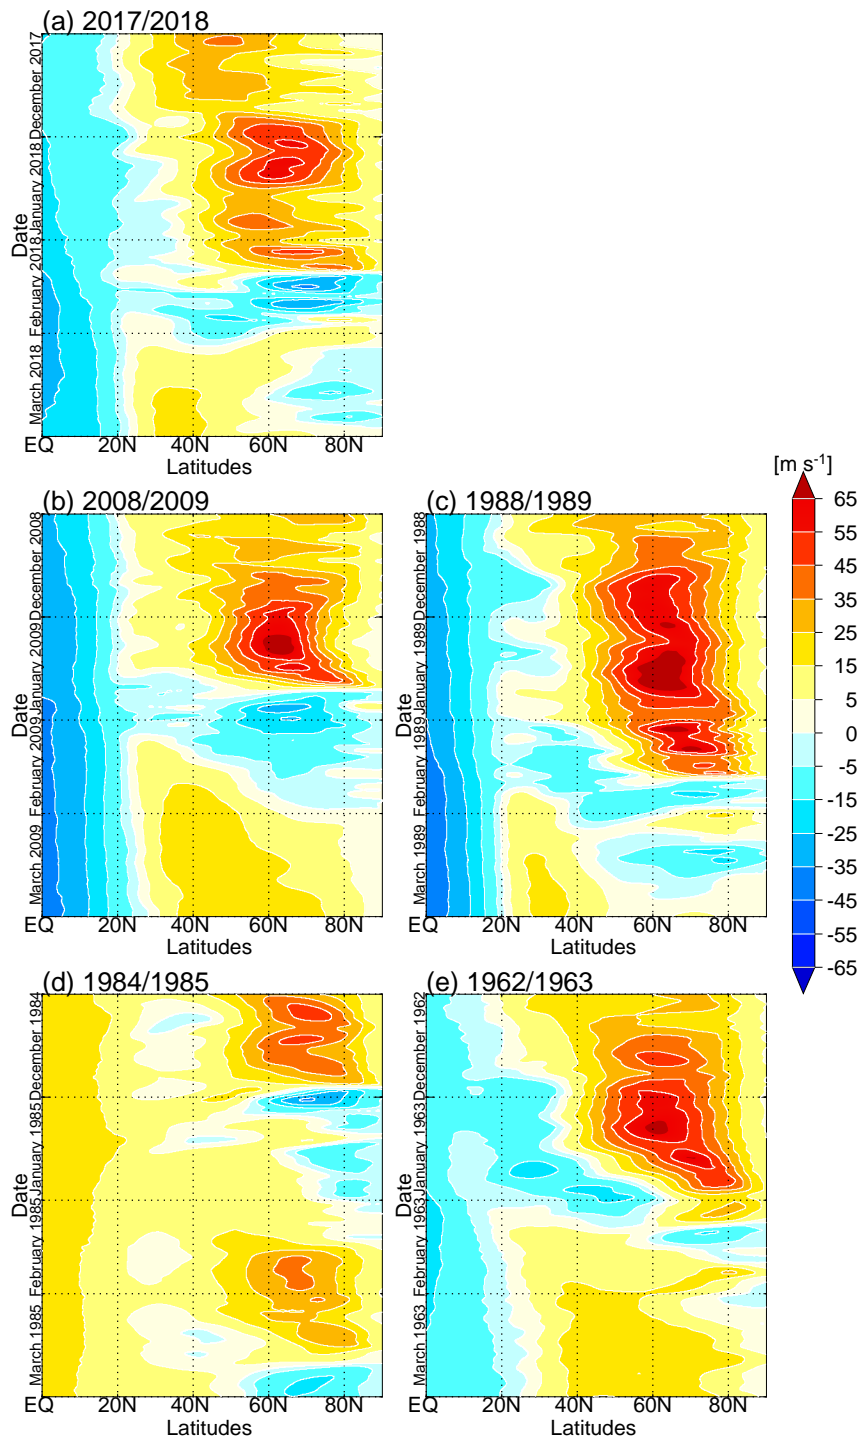 (a) 2017/2018
Date
December 2017
January 2018
February 2018
March 2018
EQ 20N 40N 60N 80N
Latitudes
[m s-1]
65
55
45
35
25
15
5
0
-5
-15
-25
-35
-45
-55
-65
(b) 2008/2009
Date
December 2008
January 2009
February 2009
March 2009
EQ 20N 40N 60N 80N
Latitudes
(c) 1988/1989
Date
December 1988
January 1989
February 1989
March 1989
EQ 20N 40N 60N 80N
Latitudes
(d) 1984/1985
Date
December 1984
January 1985
February 1985
March 1985
EQ 20N 40N 60N 80N
Latitudes
(e) 1962/1963
Date
December 1962
January 1963
February 1963
March 1963
EQ 20N 40N 60N 80N
Latitudes